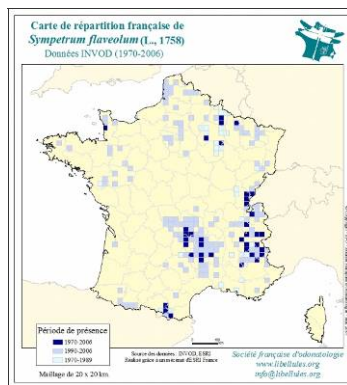 Carte de répartition française de
Sympetrum flaveolum (L., 1758)
Données INVOD (1970-2006)
Période de présence
1970-2006
1990-2006
1970-1989
Maillage de 20 x 20 km
Source des données : INVOD, ESRI
Société française d'odonatologie
www.libellules.org
info@libellules.org